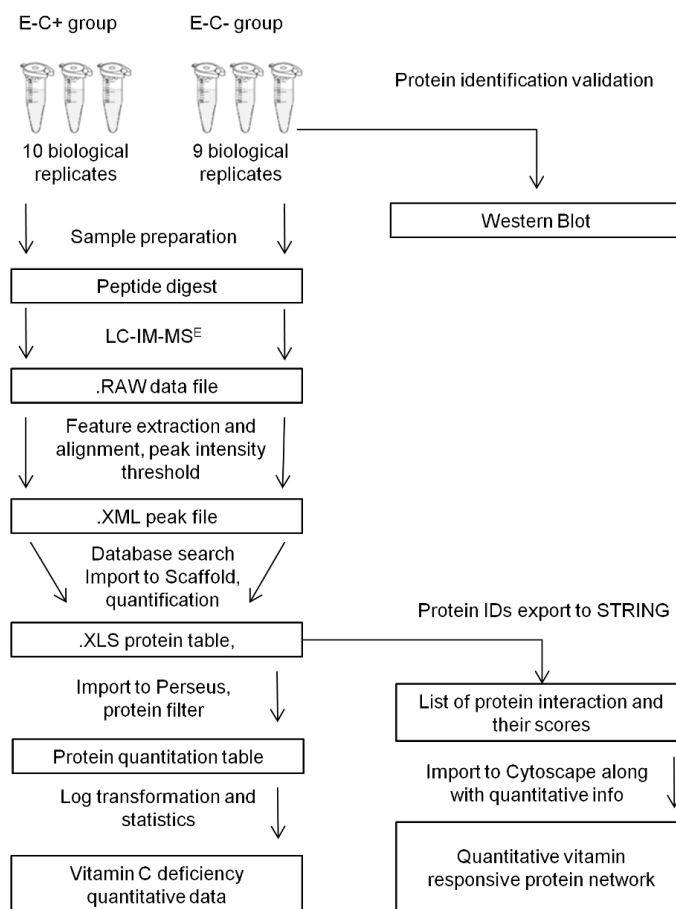 E-C+ group
E-C- group
Protein identification validation
10 biological
replicates
9 biological
replicates
Western Blot
Sample preparation
Peptide digest
LC-IM-MSᴱ
.RAW data file
Feature extraction and
alignment, peak intensity
threshold
.XML peak file
Database search
Import to Scaffold,
quantification
Protein IDs export to STRING
.XLS protein table,
Import to Perseus,
protein filter
List of protein interaction and
their scores
Protein quantitation table
Import to Cytoscape along
with quantitative info
Log transformation and
statistics
Vitamin C deficiency
quantitative data
Quantitative vitamin
responsive protein network